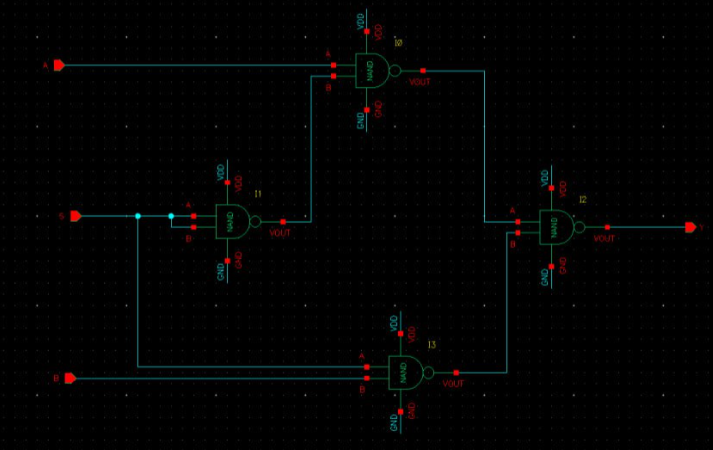 VDD
VDD
I0
A
A
NAND
B
VOUT
GND
GND
VDD
VDD
I1
A
S
NAND
B
VOUT
GND
GND
VDD
VDD
I2
A
NAND
B
VOUT
Y
GND
GND
VDD
VDD
I3
A
B
NAND
B
VOUT
GND
GND